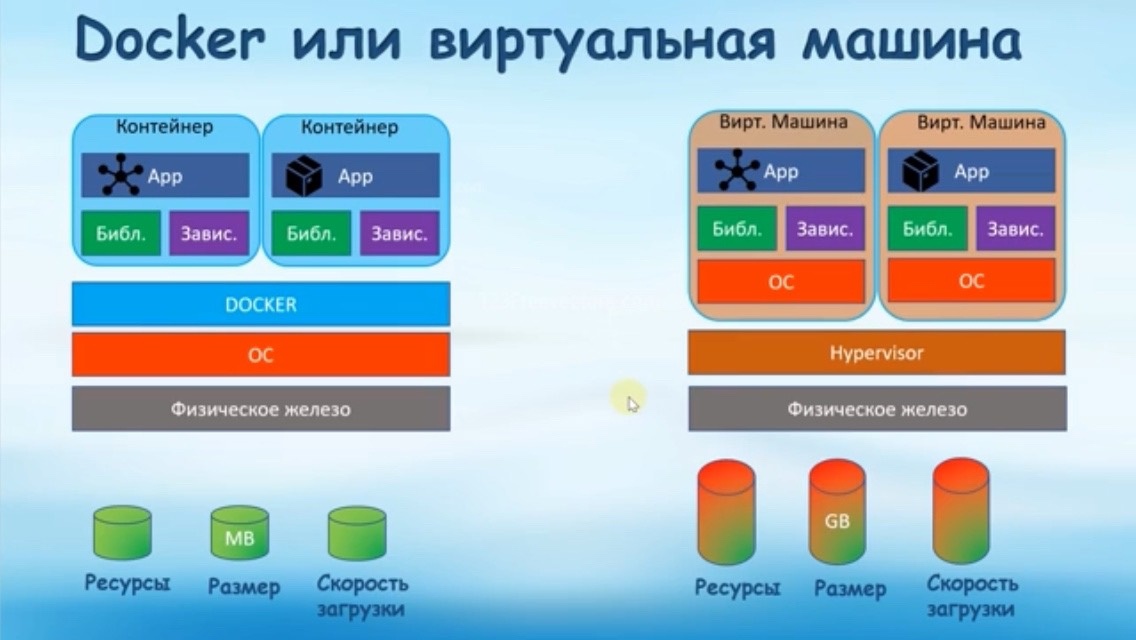 Docker или виртуальная машина
Контейнер
Контейнер
App
App
Библ.
Завис.
Библ.
Завис.
DOCKER
ОС
Физическое железо
MB
Ресурсы
Размер
Скорость
загрузки
Вирт. Машина
Вирт. Машина
App
App
Библ.
Завис.
Библ.
Завис.
ОС
ОС
Hypervisor
Физическое железо
GB
Ресурсы
Размер
Скорость
загрузки